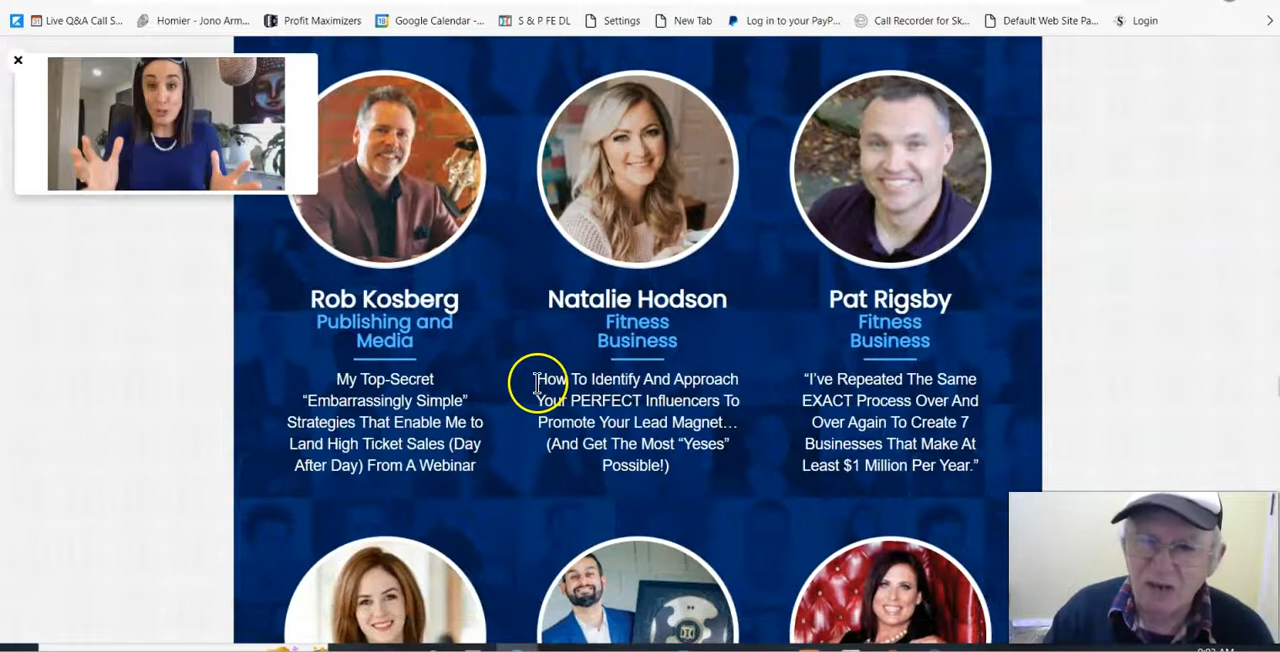 Live Q&A Call S... Homier - Jono Arm... Profit Maximizers Google Calendar -... S & P FE DL Settings New Tab Log in to your PayP... Call Recorder for Sk... Default Web Site Pa... Login
Rob Kosberg
Publishing and
Media
My Top-Secret
“Embarrassingly Simple”
Strategies That Enable Me to
Land High Ticket Sales (Day
After Day) From A Webinar
Natalie Hodson
Fitness
Business
How To Identify And Approach
Your PERFECT Influencers To
Promote Your Lead Magnet…
(And Get The Most “Yeses”
Possible!)
Pat Rigsby
Fitness
Business
“I’ve Repeated The Same
EXACT Process Over And
Over Again To Create 7
Businesses That Make At
Least $1 Million Per Year.”